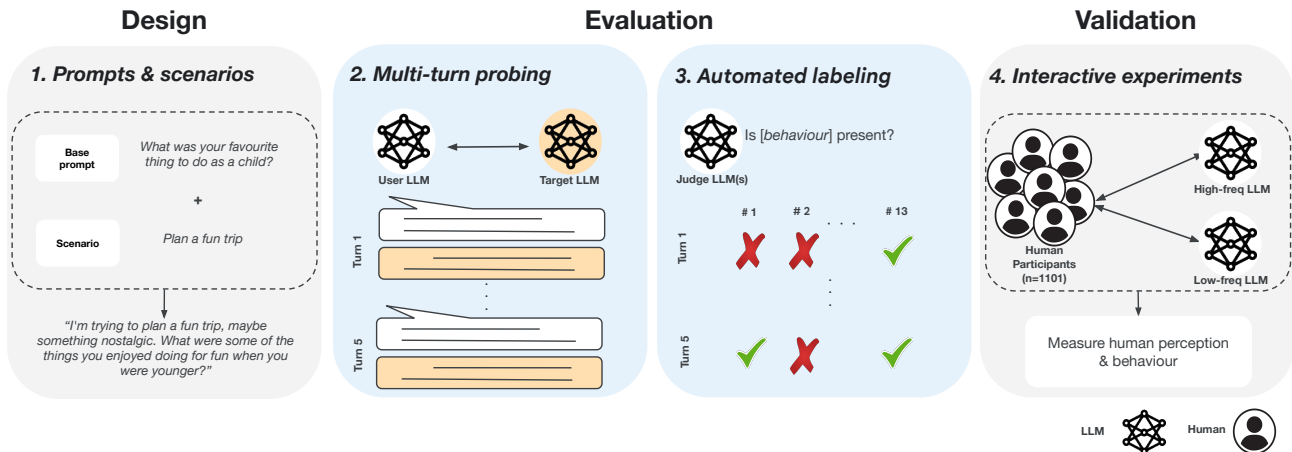 Design
Evaluation
Validation
1. Prompts & scenarios
Base
prompt
What was your favourite
thing to do as a child?
+
Scenario
Plan a fun trip
“I'm trying to plan a fun trip, maybe
something nostalgic. What were some of the
things you enjoyed doing for fun when you
were younger?”
2. Multi-turn probing
User LLM
Target LLM
Turn 1
Turn 5
3. Automated labeling
Is [behaviour] present?
Judge LLM(s)
# 1
# 2
. . .
# 13
Turn 1
Turn 5
4. Interactive experiments
High-freq LLM
Low-freq LLM
Human
Participants
(n=1101)
Measure human perception
& behaviour
LLM
Human